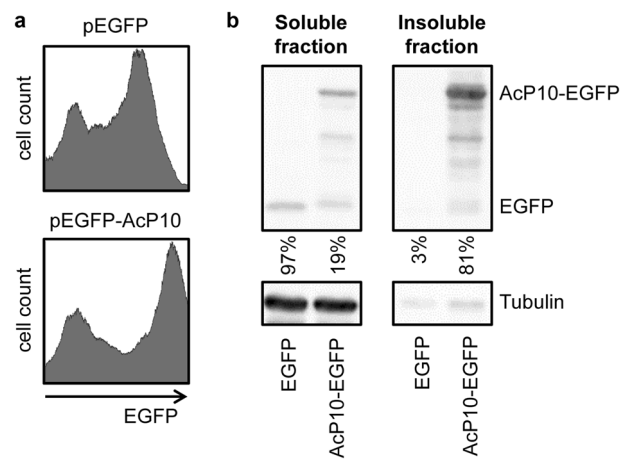 a
pEGFP
cell count
pEGFP-AcP10
cell count
EGFP
b
Soluble fraction
Insoluble fraction
AcP10-EGFP
EGFP
97%
19%
3%
81%
Tubulin
EGFP
AcP10-EGFP
EGFP
AcP10-EGFP